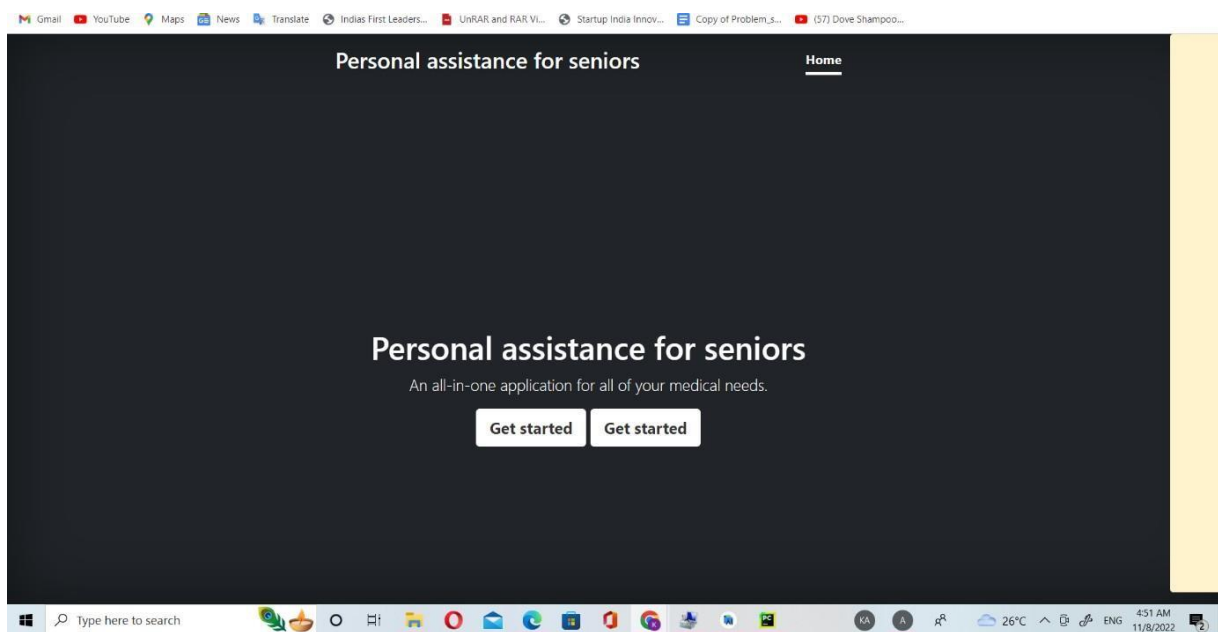 Gmail YouTube Maps News Translate Indias First Leaders... UnRAR and RAR Vi... Startup India Innov... Copy of Problem_s... (57) Dove Shampoo...
Personal assistance for seniors Home
Personal assistance for seniors
An all-in-one application for all of your medical needs.
Get started Get started
Type here to search KA A 26°C ENG 4:51 AM
11/8/2022 2